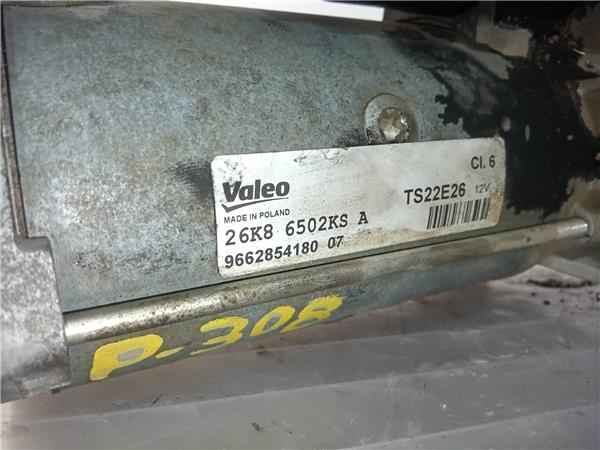 Cl. 6
Valeo
TS22E26 12V
MADE IN POLAND
26K8 6502KS A
9662854180 07
P-308